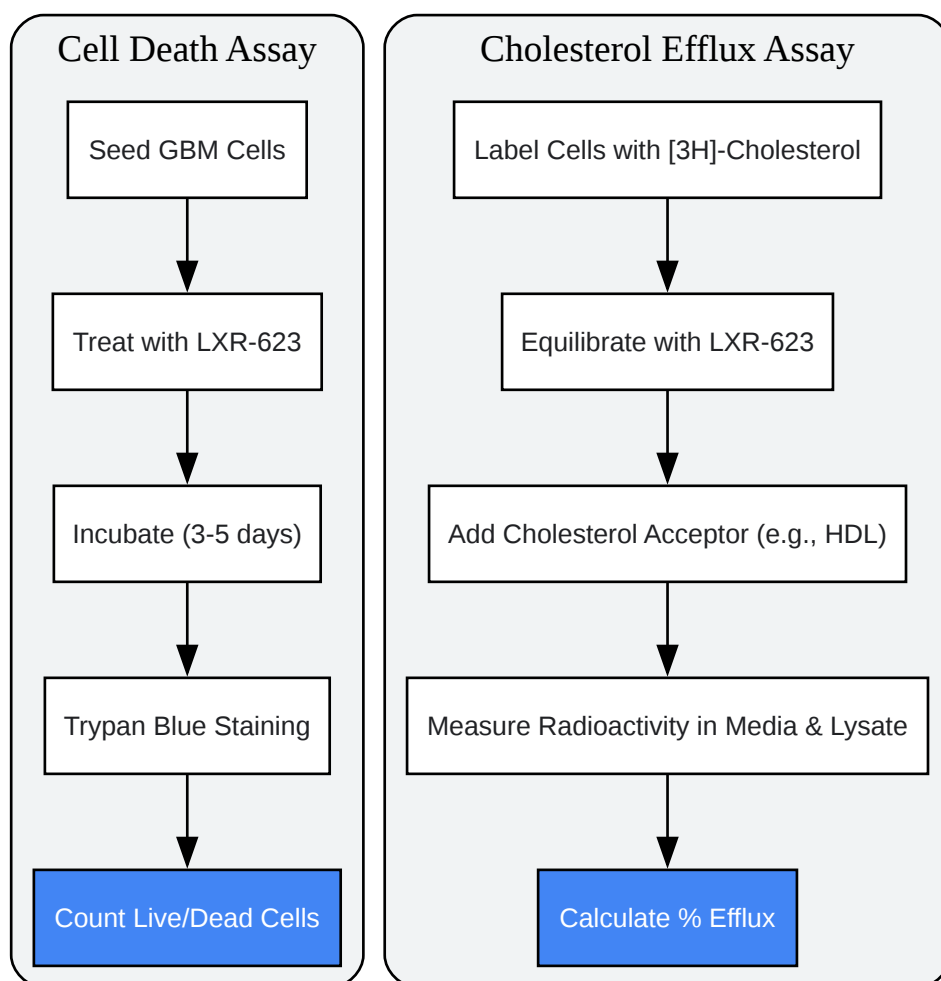 Cell Death Assay
Seed GBM Cells
Treat with LXR-623
Incubate (3-5 days)
Trypan Blue Staining
Count Live/Dead Cells
Cholesterol Efflux Assay
Label Cells with [3H]-Cholesterol
Equilibrate with LXR-623
Add Cholesterol Acceptor (e.g., HDL)
Measure Radioactivity in Media & Lysate
Calculate % Efflux